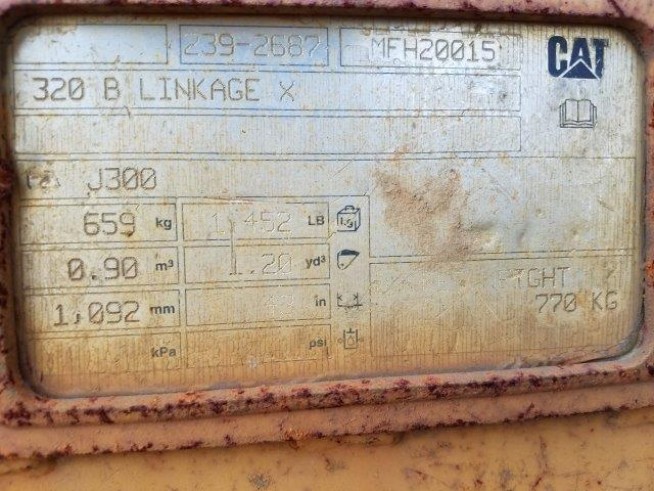 239-2687 MFH20015 CAT
320 B LINKAGE X
J300
659 kg 1,452 LB
0.90 m³ 1.20 yd³
1,092 mm in
770 KG
kPa psi